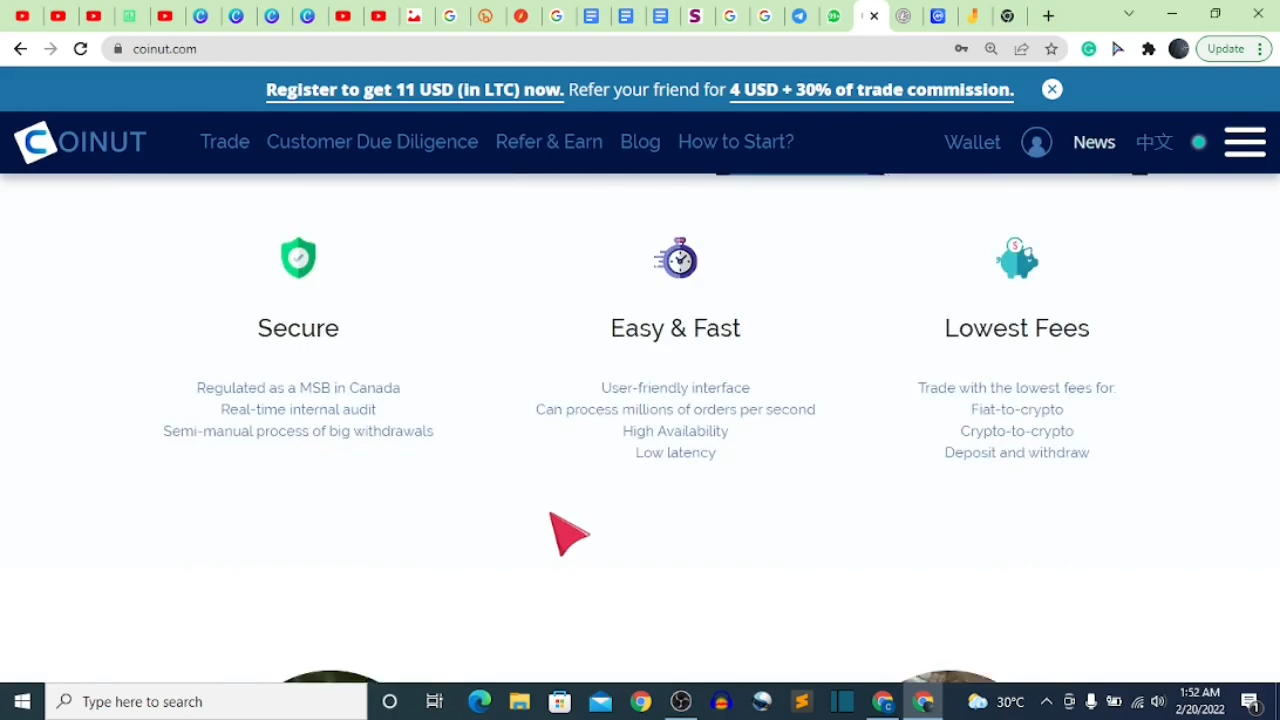 coinut.com
Update
Register to get 11 USD (in LTC) now. Refer your friend for 4 USD + 30% of trade commission.
COINUT
Trade
Customer Due Diligence
Refer & Earn
Blog
How to Start?
Wallet
News
中文
Secure
Easy & Fast
Lowest Fees
Regulated as a MSB in Canada
Real-time internal audit
Semi-manual process of big withdrawals
User-friendly interface
Can process millions of orders per second
High Availability
Low latency
Trade with the lowest fees for:
Fiat-to-crypto
Crypto-to-crypto
Deposit and withdraw
Type here to search
30°C
1:52 AM
2/20/2022